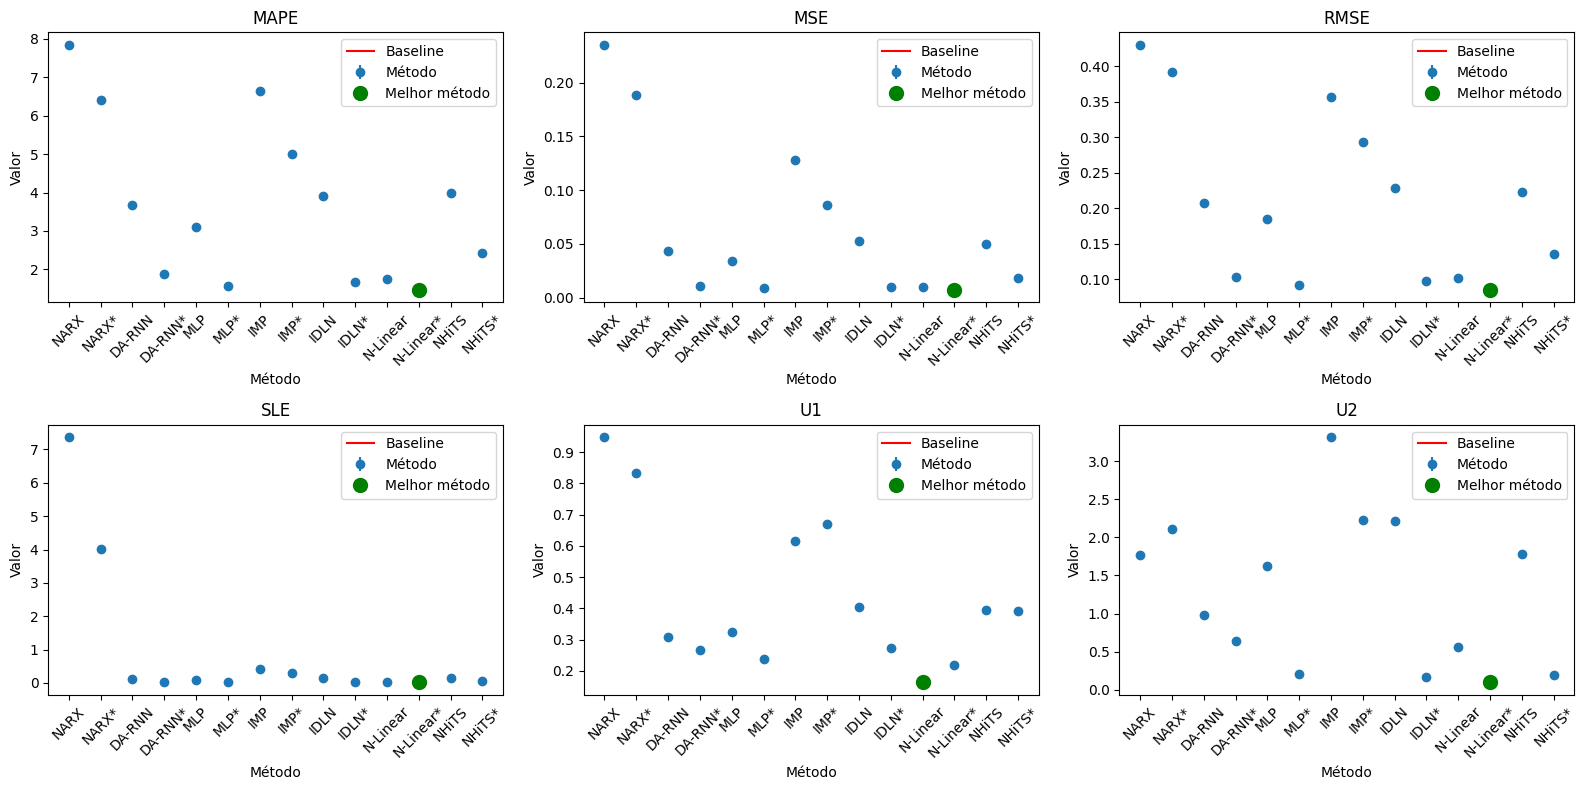 MAPE
Valor
8
7
6
5
4
3
2
Baseline
Método
Melhor método
NARX
NARX*
DA-RNN
DA-RNN*
MLP
MLP*
IMP
IMP*
IDLN
IDLN*
N-Linear
N-Linear*
NHiTS
NHiTS*
Método
MSE
Valor
0.20
0.15
0.10
0.05
0.00
Baseline
Método
Melhor método
NARX
NARX*
DA-RNN
DA-RNN*
MLP
MLP*
IMP
IMP*
IDLN
IDLN*
N-Linear
N-Linear*
NHiTS
NHiTS*
Método
RMSE
Valor
0.40
0.35
0.30
0.25
0.20
0.15
0.10
Baseline
Método
Melhor método
NARX
NARX*
DA-RNN
DA-RNN*
MLP
MLP*
IMP
IMP*
IDLN
IDLN*
N-Linear
N-Linear*
NHiTS
NHiTS*
Método
SLE
Valor
7
6
5
4
3
2
1
0
Baseline
Método
Melhor método
NARX
NARX*
DA-RNN
DA-RNN*
MLP
MLP*
IMP
IMP*
IDLN
IDLN*
N-Linear
N-Linear*
NHiTS
NHiTS*
Método
U1
Valor
0.9
0.8
0.7
0.6
0.5
0.4
0.3
0.2
Baseline
Método
Melhor método
NARX
NARX*
DA-RNN
DA-RNN*
MLP
MLP*
IMP
IMP*
IDLN
IDLN*
N-Linear
N-Linear*
NHiTS
NHiTS*
Método
U2
Valor
3.0
2.5
2.0
1.5
1.0
0.5
0.0
Baseline
Método
Melhor método
NARX
NARX*
DA-RNN
DA-RNN*
MLP
MLP*
IMP
IMP*
IDLN
IDLN*
N-Linear
N-Linear*
NHiTS
NHiTS*
Método